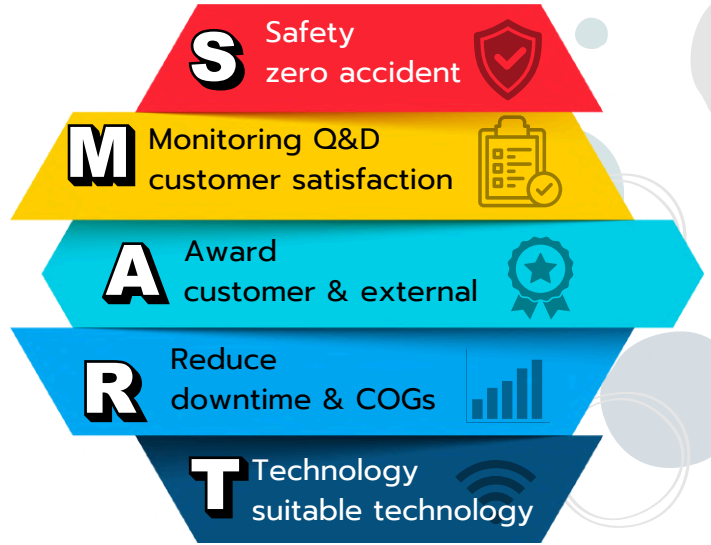 S Safety
zero accident
M Monitoring Q&D
customer satisfaction
A Award
customer & external
R Reduce
downtime & COGs
T Technology
suitable technology